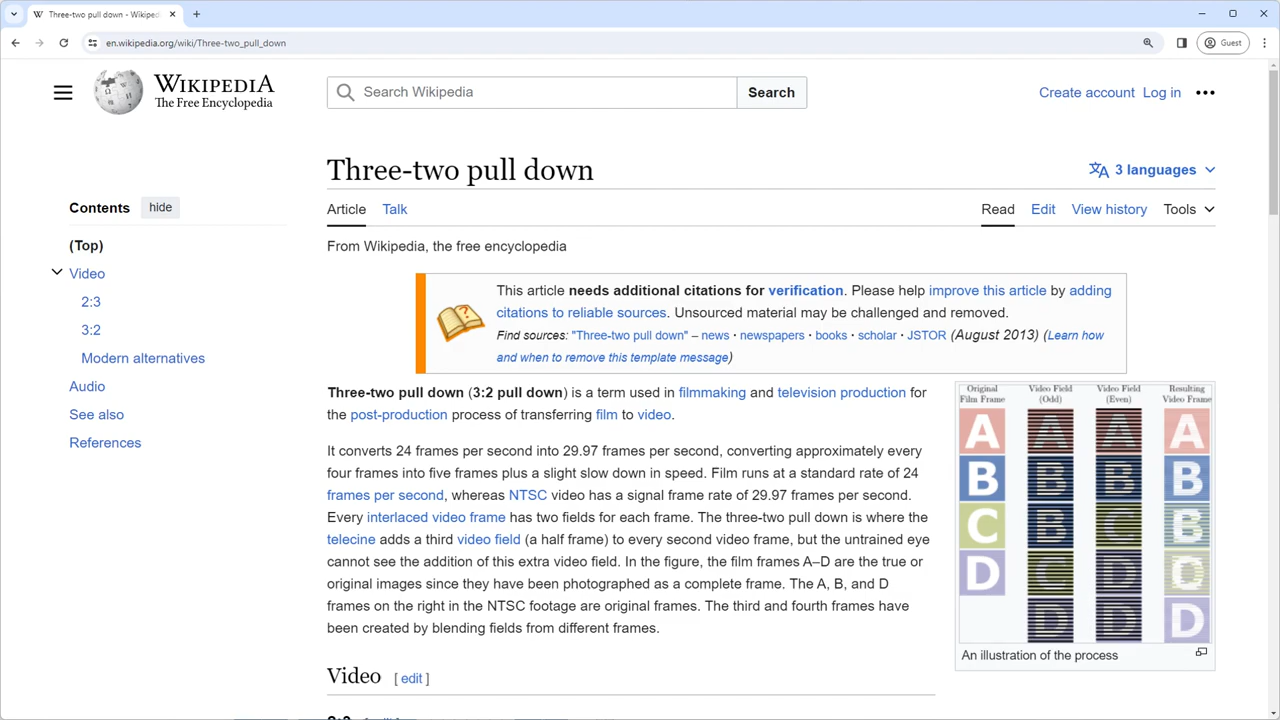 Three-two pull down - Wikiped
en.wikipedia.org/wiki/Three-two_pull_down
Guest
WIKIPEDIA
The Free Encyclopedia
Search Wikipedia
Search
Create account Log in
Three-two pull down
3 languages
Contents hide
Article Talk
Read Edit View history Tools
(Top)
From Wikipedia, the free encyclopedia
Video
2:3
3:2
Modern alternatives
Audio
See also
References
This article needs additional citations for verification. Please help improve this article by adding
citations to reliable sources. Unsourced material may be challenged and removed.
Find sources: "Three-two pull down" – news · newspapers · books · scholar · JSTOR (August 2013) (Learn how
and when to remove this template message)
Three-two pull down (3:2 pull down) is a term used in filmmaking and television production for
the post-production process of transferring film to video.
It converts 24 frames per second into 29.97 frames per second, converting approximately every
four frames into five frames plus a slight slow down in speed. Film runs at a standard rate of 24
frames per second, whereas NTSC video has a signal frame rate of 29.97 frames per second.
Every interlaced video frame has two fields for each frame. The three-two pull down is where the
telecine adds a third video field (a half frame) to every second video frame, but the untrained eye
cannot see the addition of this extra video field. In the figure, the film frames A–D are the true or
original images since they have been photographed as a complete frame. The A, B, and D
frames on the right in the NTSC footage are original frames. The third and fourth frames have
been created by blending fields from different frames.
Original Video Field Video Field Resulting
Film Frame (Odd) (Even) Video Frame
A A A A
B B B B
C
D
D
An illustration of the process
Video [ edit ]